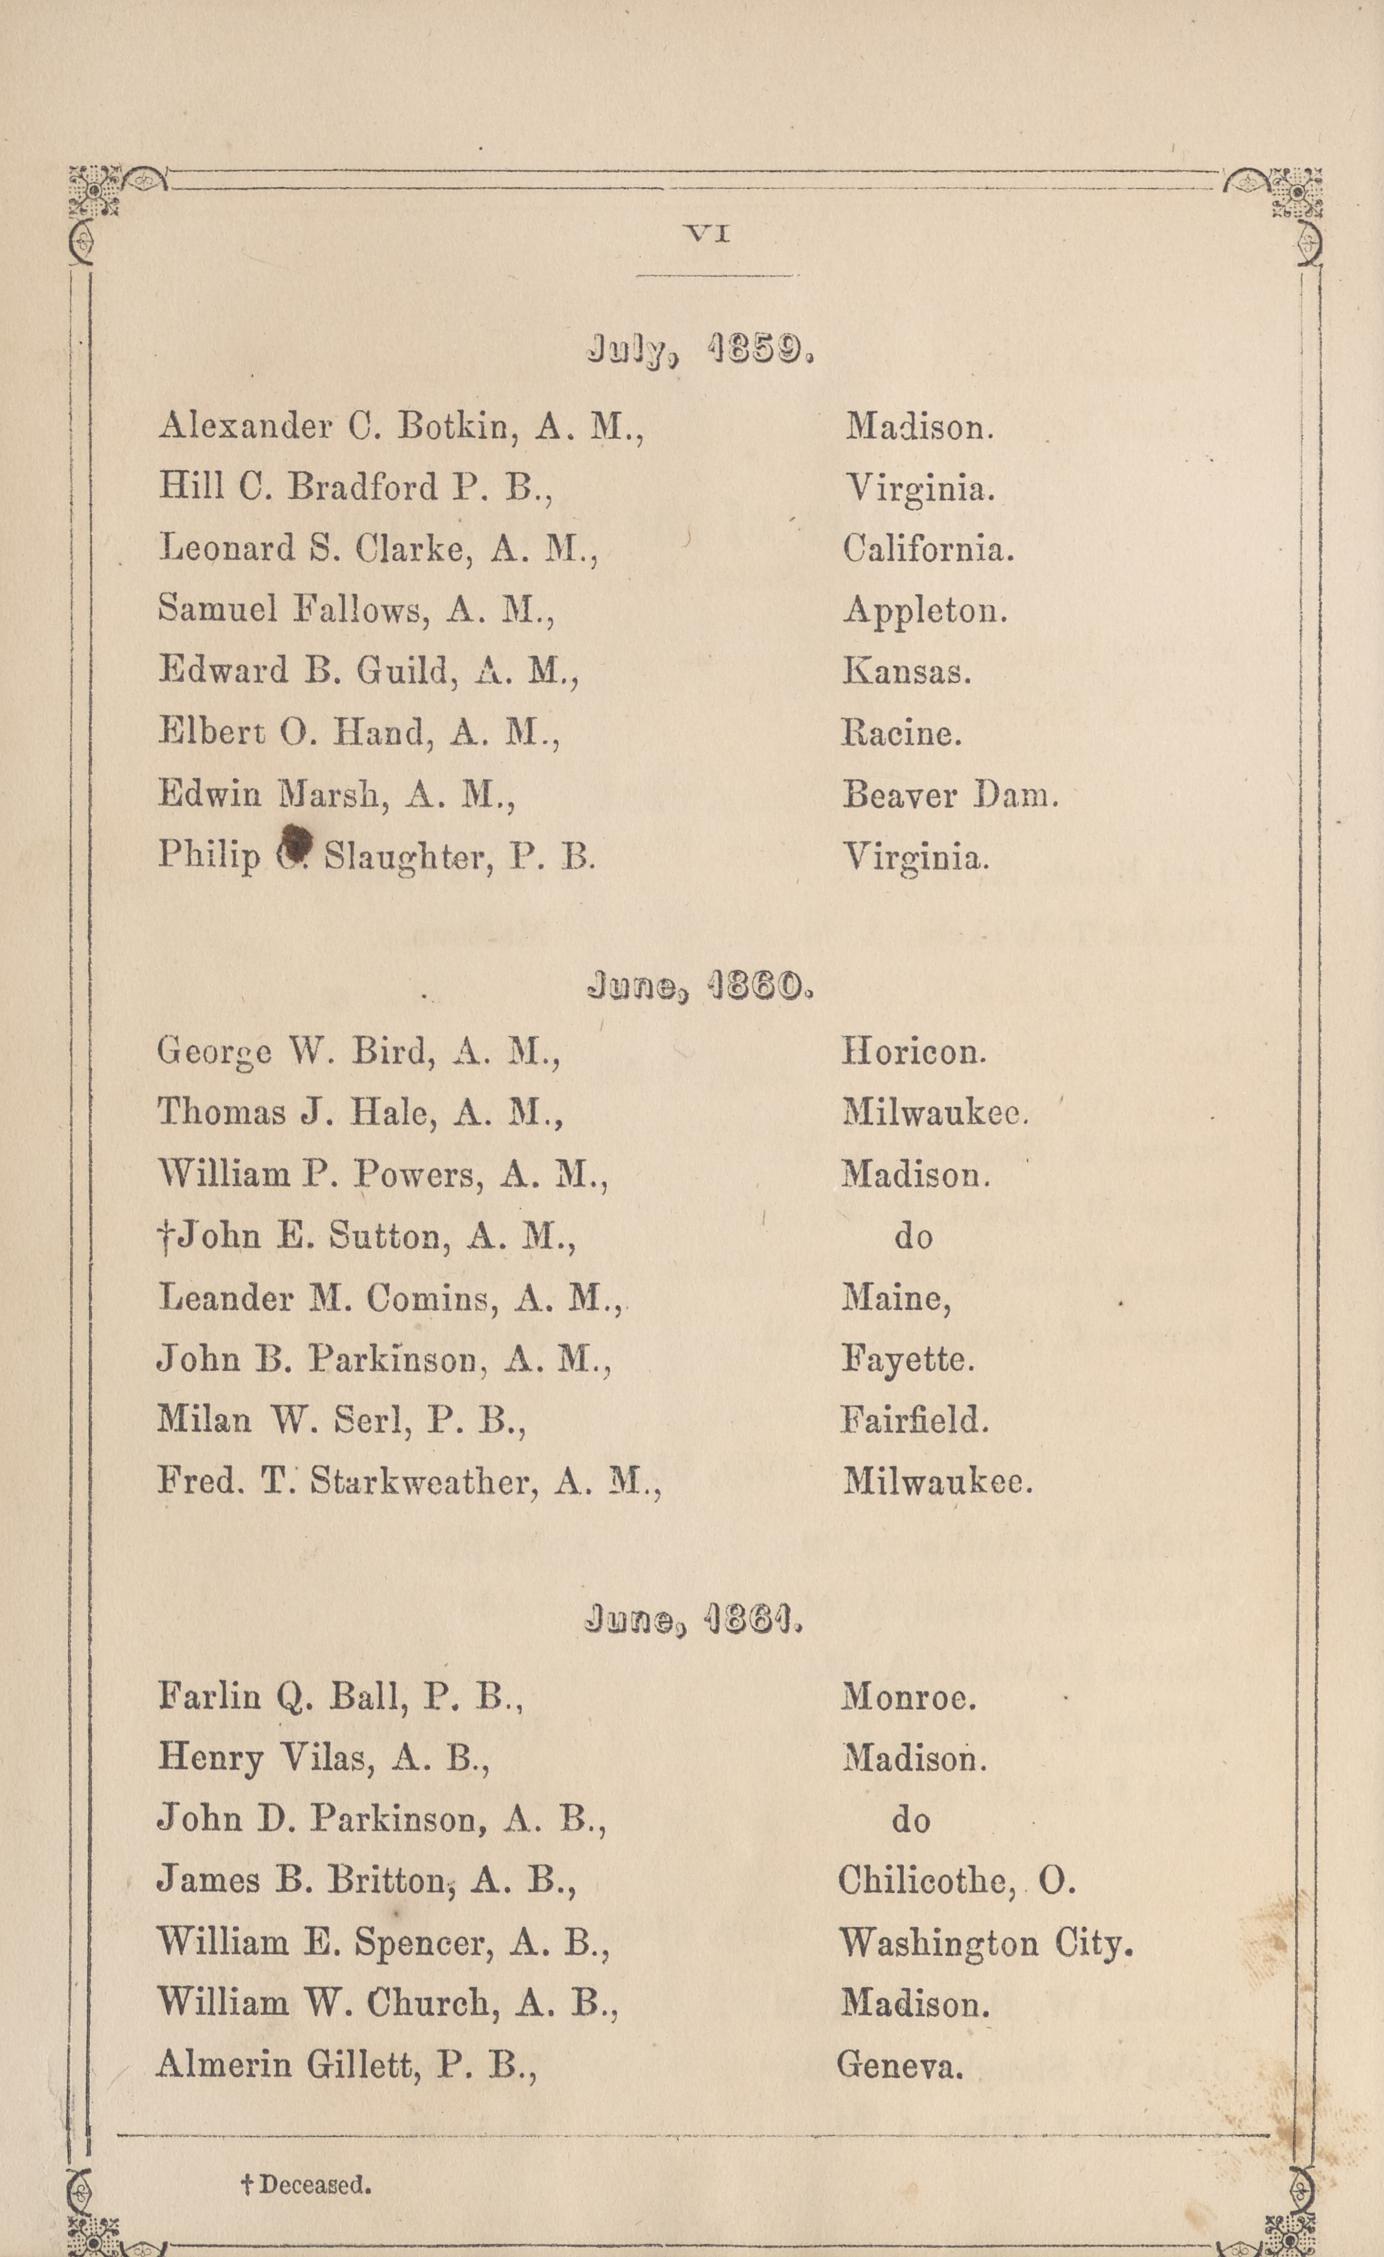 VI
July, 1859.
Alexander C. Botkin, A. M., Madison.
Hill C. Bradford P. B., Virginia.
Leonard S. Clarke, A. M., California.
Samuel Fallows, A. M., Appleton.
Edward B. Guild, A. M., Kansas.
Elbert O. Hand, A. M., Racine.
Edwin Marsh, A. M., Beaver Dam.
Philip Slaughter, P. B. Virginia.
June, 1860.
George W. Bird, A. M., Horicon.
Thomas J. Hale, A. M., Milwaukee.
William P. Powers, A. M., Madison.
†John E. Sutton, A. M., do
Leander M. Comins, A. M., Maine,
John B. Parkinson, A. M., Fayette.
Milan W. Serl, P. B., Fairfield.
Fred. T. Starkweather, A. M., Milwaukee.
June, 1861.
Farlin Q. Ball, P. B., Monroe.
Henry Vilas, A. B., Madison.
John D. Parkinson, A. B., do
James B. Britton, A. B., Chilicothe, O.
William E. Spencer, A. B., Washington City.
William W. Church, A. B., Madison.
Almerin Gillett, P. B., Geneva.
† Deceased.